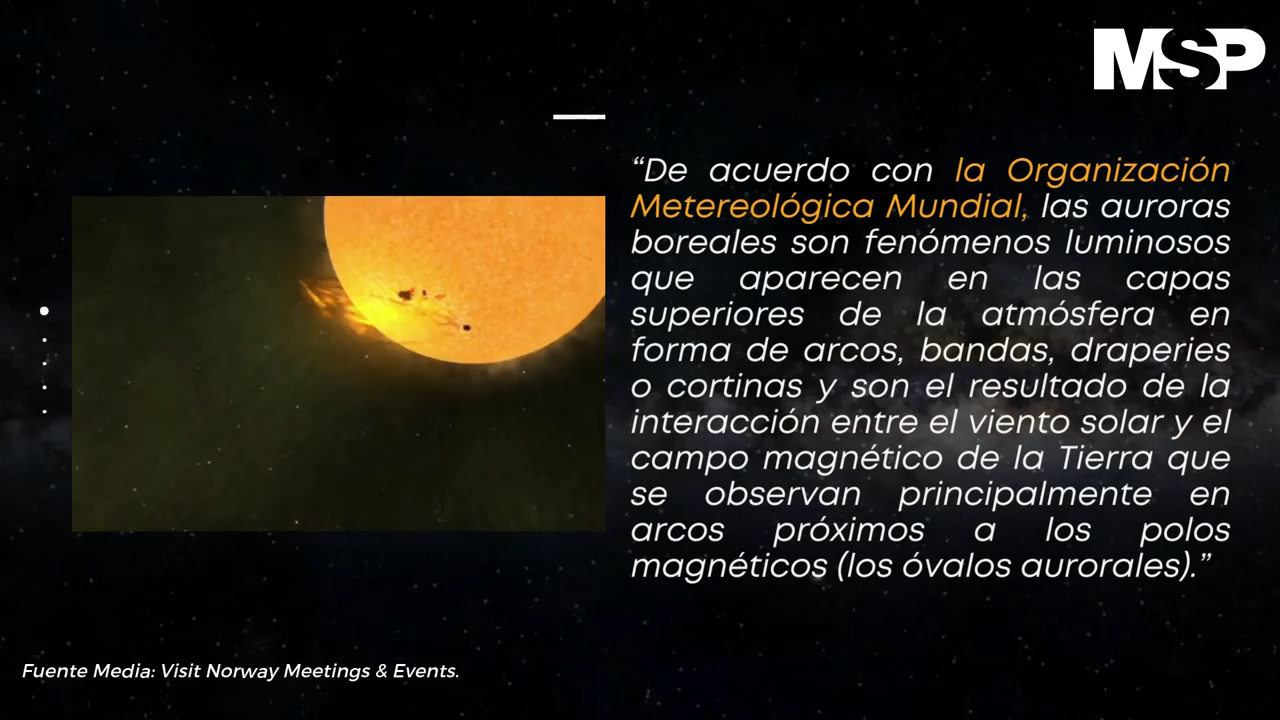 MSP
“De acuerdo con la Organización
Metereológica Mundial, las auroras
boreales son fenómenos luminosos
que aparecen en las capas
superiores de la atmósfera en
forma de arcos, bandas, draperies
o cortinas y son el resultado de la
interacción entre el viento solar y el
campo magnético de la Tierra que
se observan principalmente en
arcos próximos a los polos
magnéticos (los óvalos aurorales).”
Fuente Media: Visit Norway Meetings & Events.